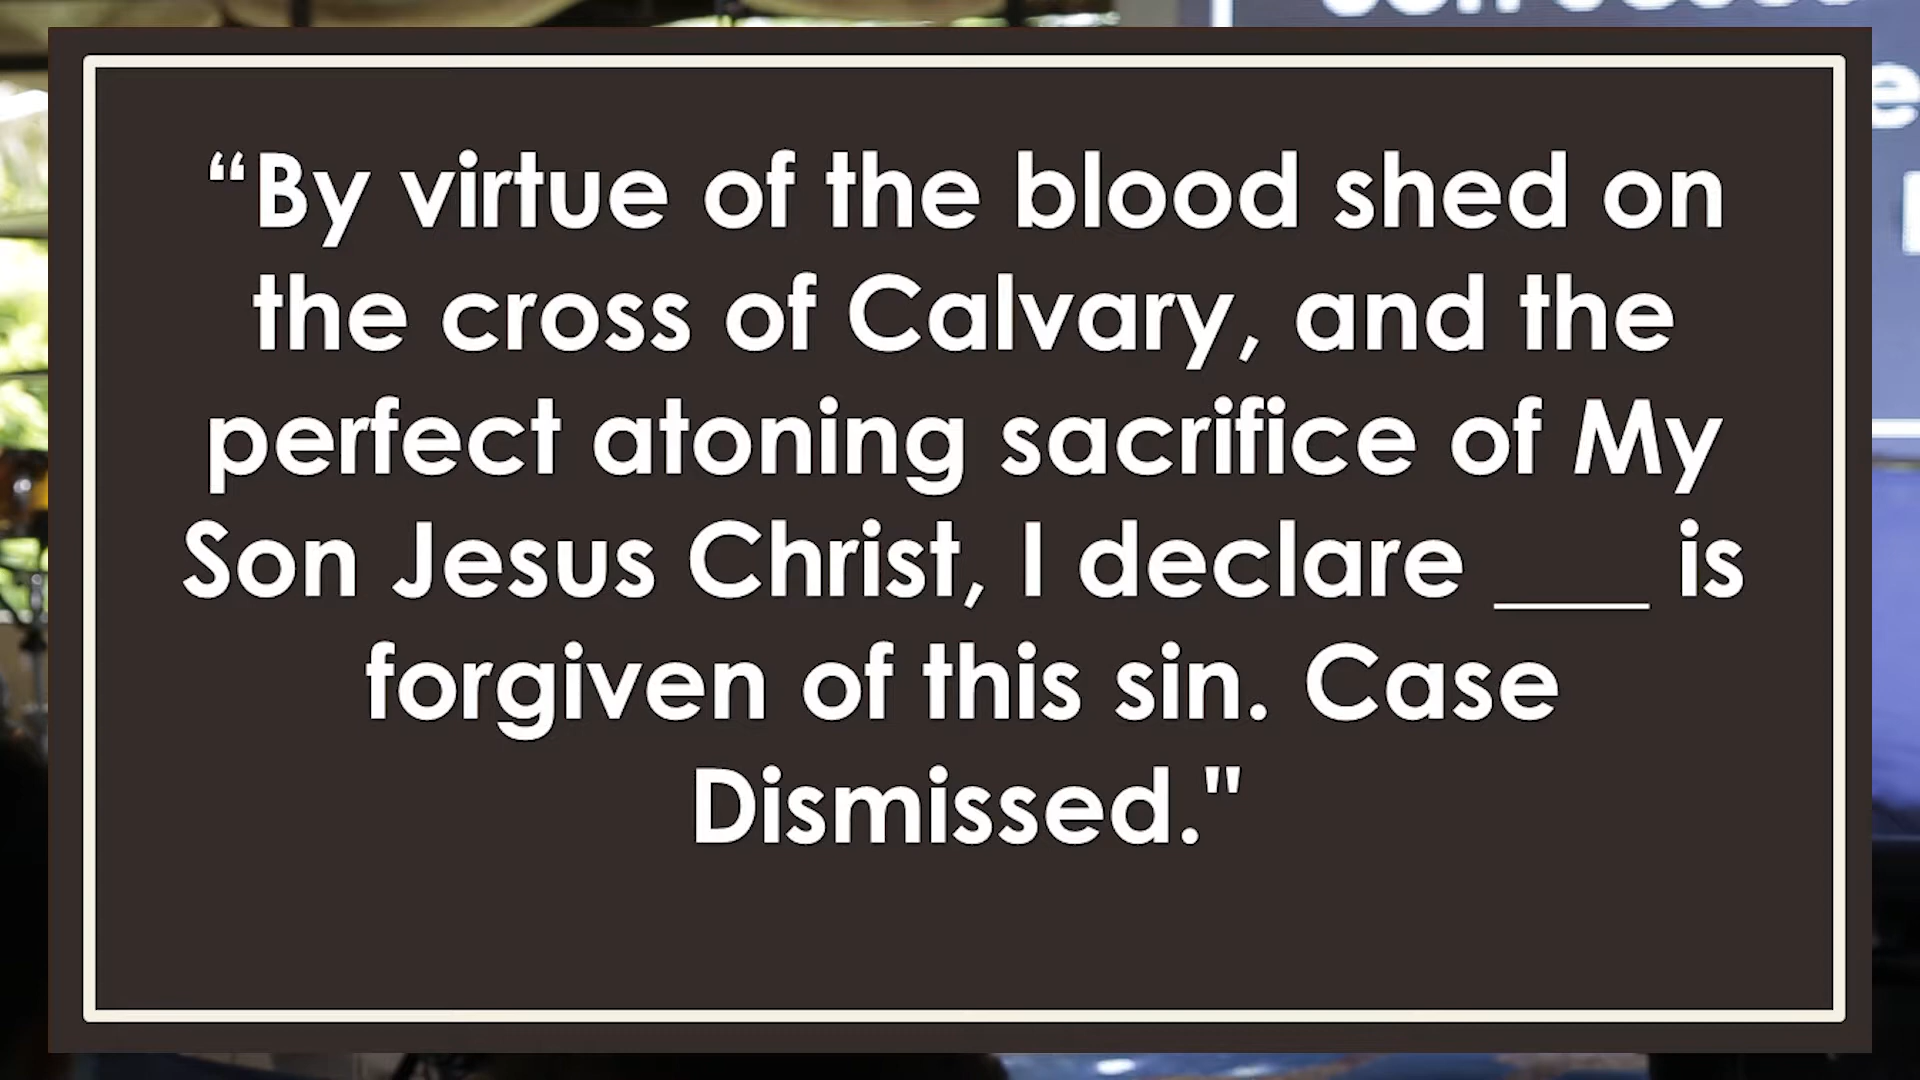 “By virtue of the blood shed on
the cross of Calvary, and the
perfect atoning sacrifice of My
Son Jesus Christ, I declare ___ is
forgiven of this sin. Case
Dismissed."